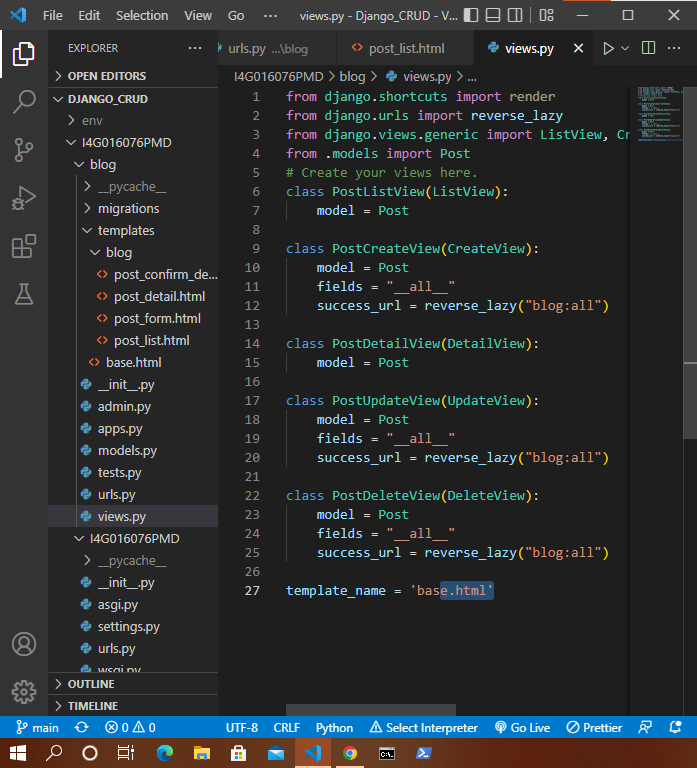 File Edit Selection View Go ··· views.py - Django_CRUD - V...
EXPLORER ···
OPEN EDITORS
DJANGO_CRUD
env
I4G016076PMD
blog
__pycache__
migrations
templates
blog
post_confirm_de...
post_detail.html
post_form.html
post_list.html
base.html
__init__.py
admin.py
apps.py
models.py
tests.py
urls.py
views.py
I4G016076PMD
__pycache__
__init__.py
asgi.py
settings.py
urls.py
wsgi.py
OUTLINE
TIMELINE
urls.py ...\blog post_list.html views.py ···
I4G016076PMD > blog > views.py > ...
1 from django.shortcuts import render
2 from django.urls import reverse_lazy
3 from django.views.generic import ListView, Cr
4 from .models import Post
5 # Create your views here.
6 class PostListView(ListView):
7 model = Post
8
9 class PostCreateView(CreateView):
10 model = Post
11 fields = "__all__"
12 success_url = reverse_lazy("blog:all")
13
14 class PostDetailView(DetailView):
15 model = Post
16
17 class PostUpdateView(UpdateView):
18 model = Post
19 fields = "__all__"
20 success_url = reverse_lazy("blog:all")
21
22 class PostDeleteView(DeleteView):
23 model = Post
24 fields = "__all__"
25 success_url = reverse_lazy("blog:all")
26
27 template_name = 'base.html'
main 0 0 UTF-8 CRLF Python Select Interpreter Go Live Prettier